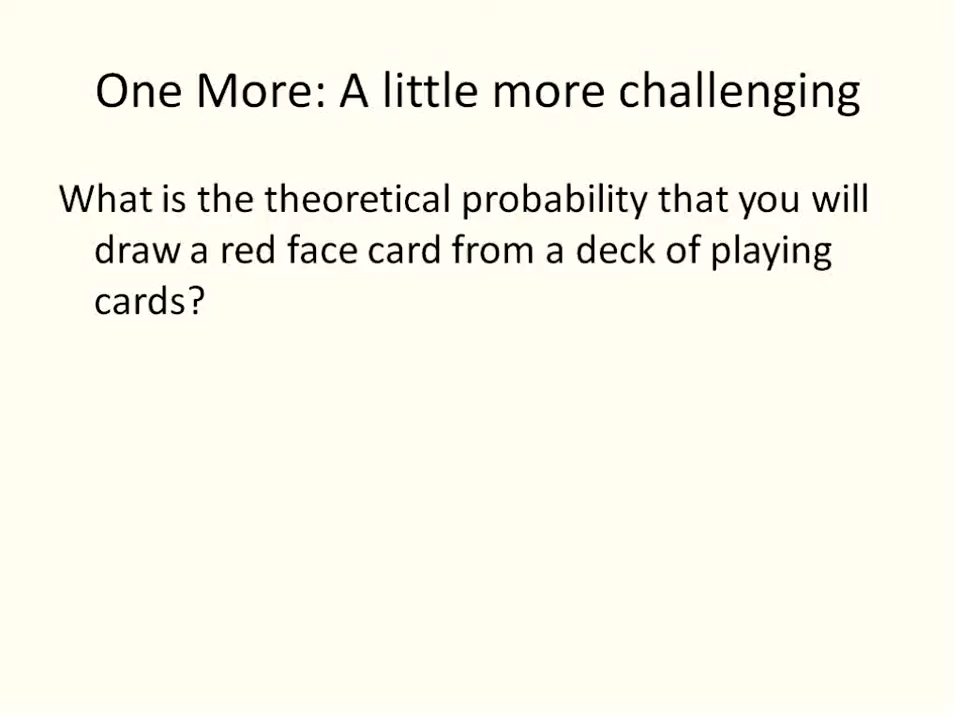 One More: A little more challenging
What is the theoretical probability that you will
draw a red face card from a deck of playing
cards?